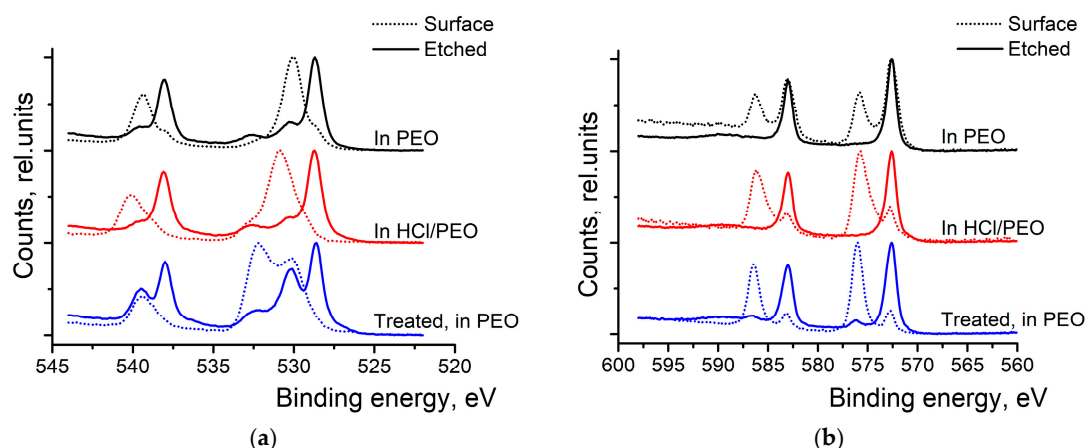 Surface
Etched
In PEO
In HCl/PEO
Treated, in PEO
Counts, rel.units
545 540 535 530 525 520
Binding energy, eV
(a)
Surface
Etched
In PEO
In HCl/PEO
Treated, in PEO
Counts, rel.units
600 595 590 585 580 575 570 565 560
Binding energy, eV
(b)